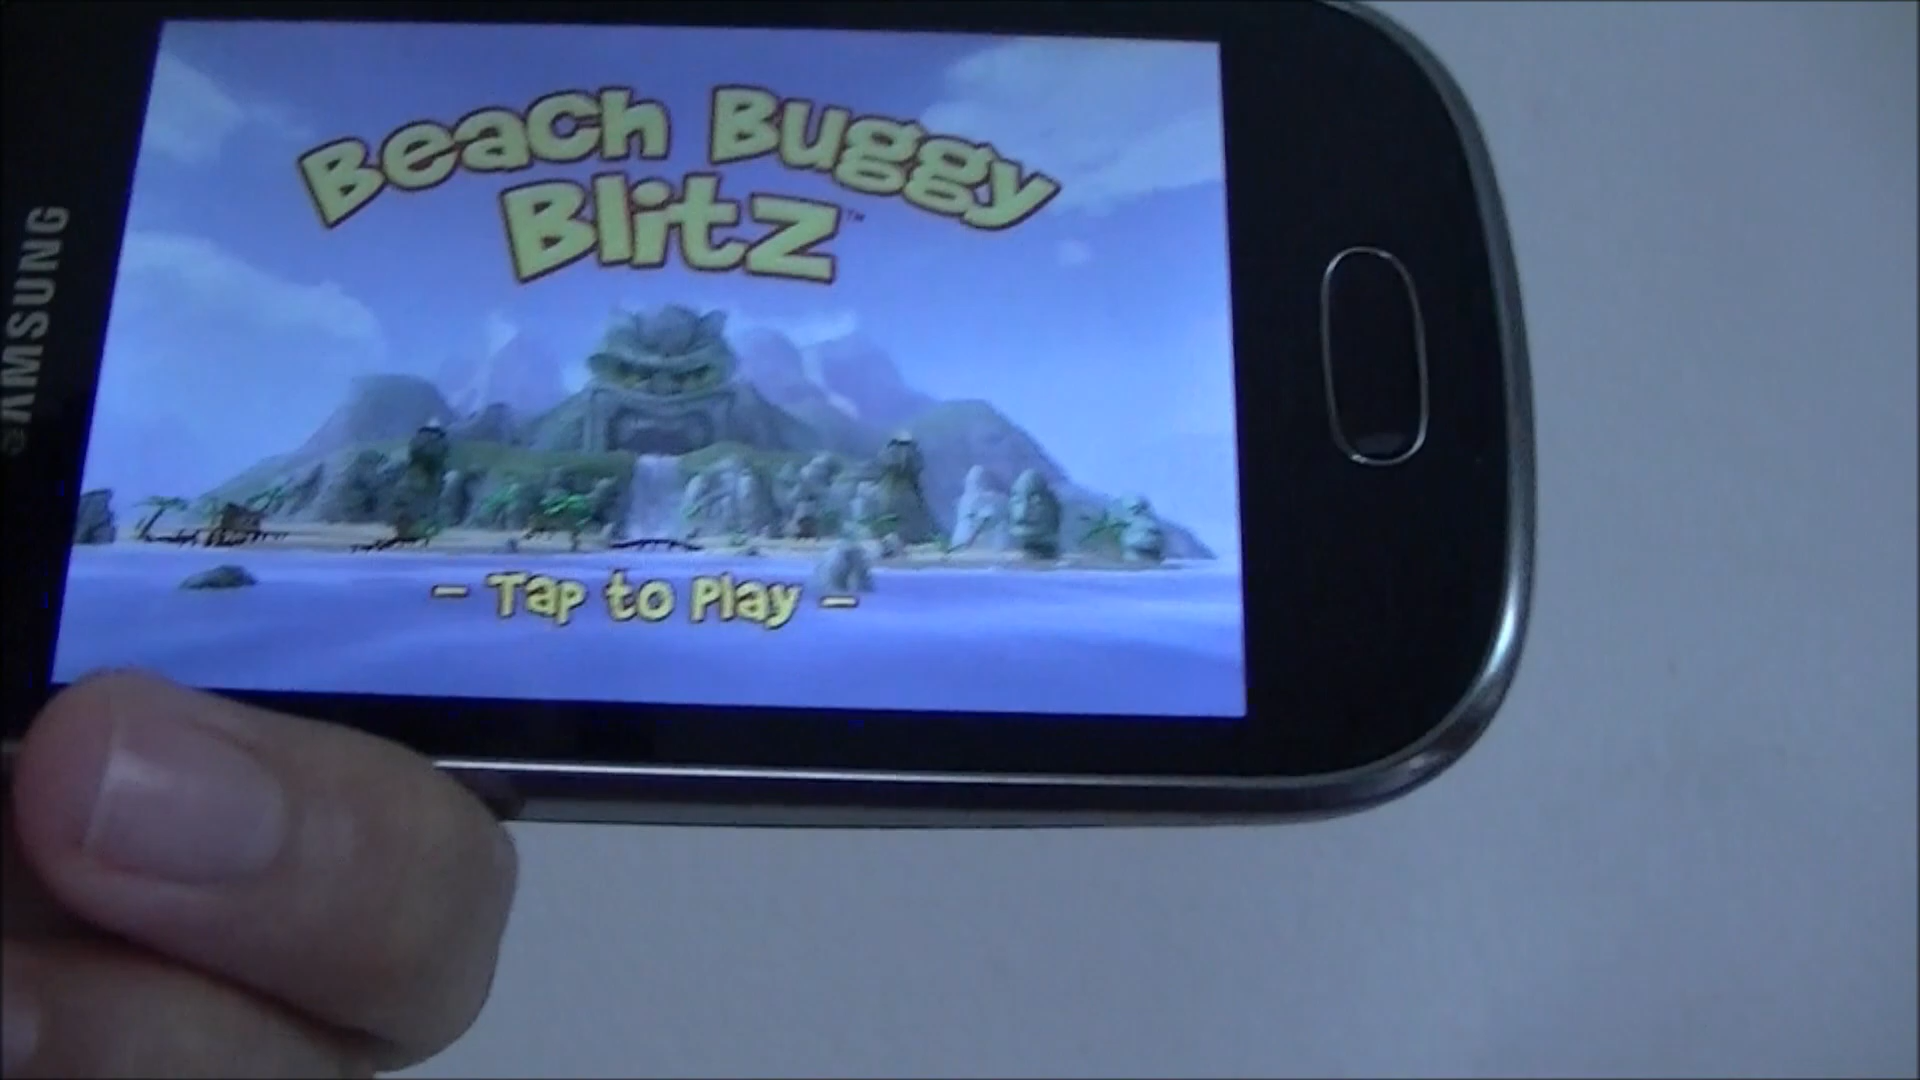 SAMSUNG
Beach Buggy
Blitz™
- Tap to Play -